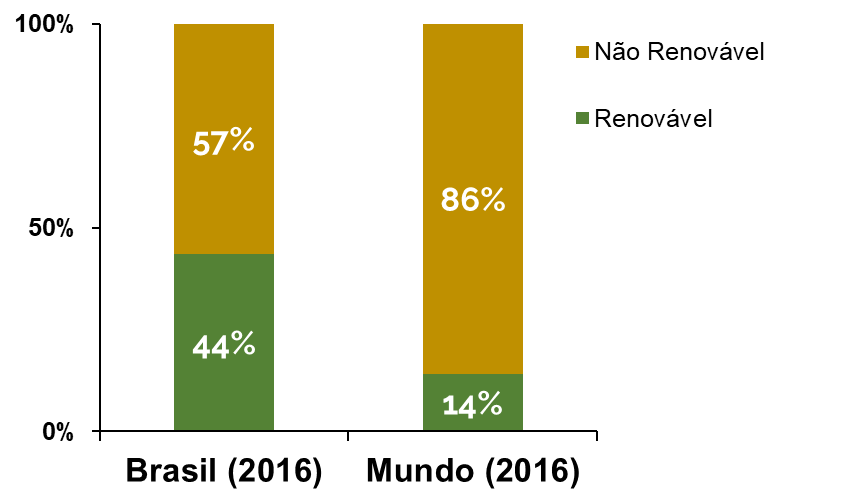 100%
50%
0%
57%
44%
86%
14%
Brasil (2016)
Mundo (2016)
Não Renovável
Renovável